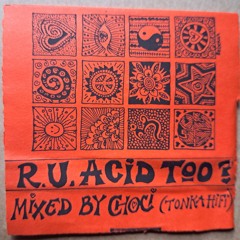 R.U. ACID TOO?
MIXED BY CHOCI (TONKA HIFI)